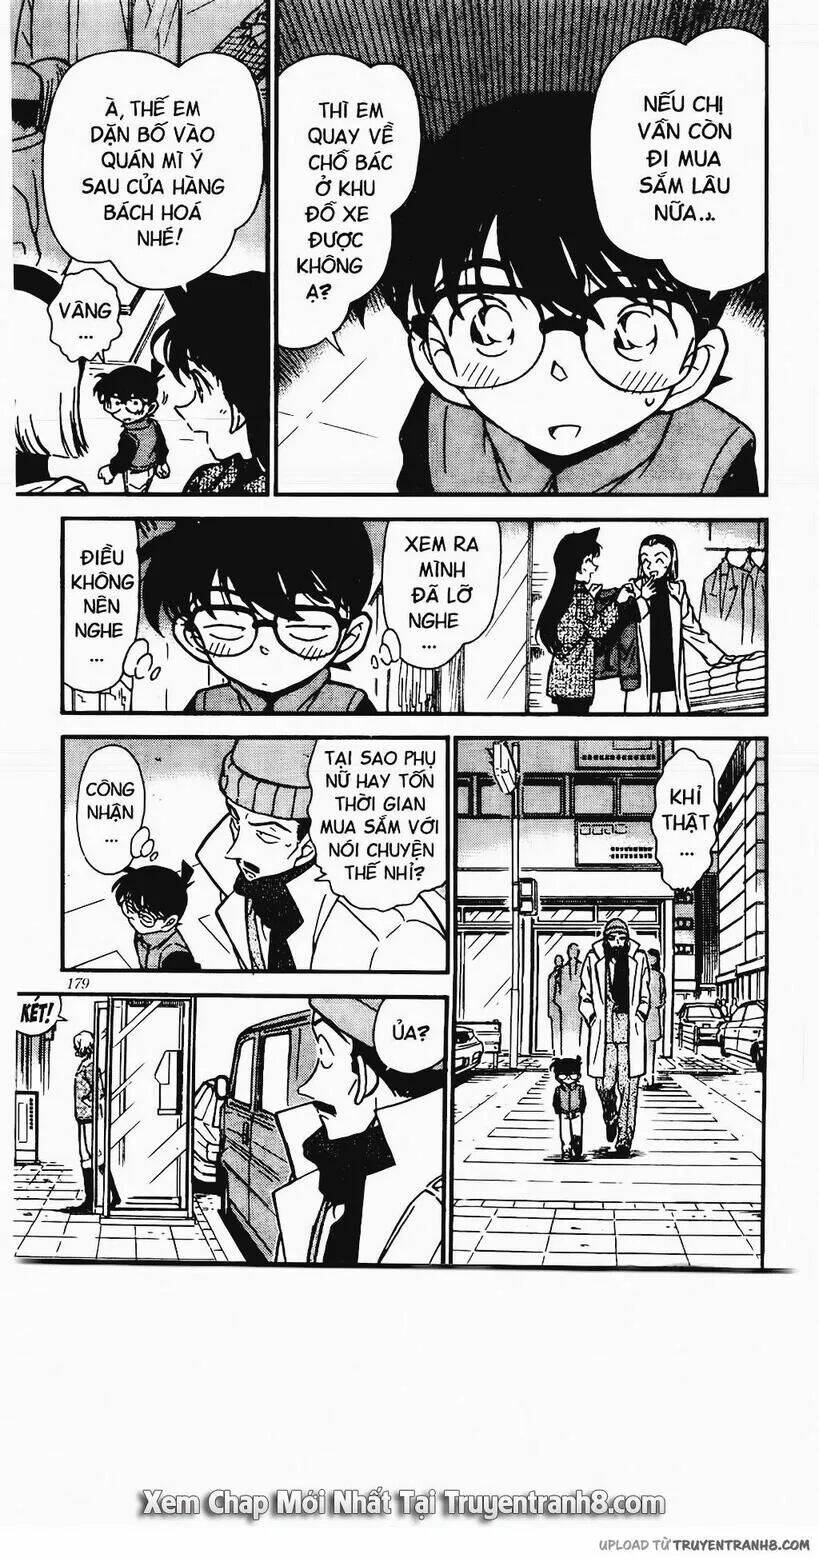 NẾU CHỊ
VẪN CÒN
ĐI MUA
SẮM LÂU
NỮA...
THÌ EM
QUAY VỀ
CHỖ BÁC
Ở KHU
ĐỖ XE
ĐƯỢC
KHÔNG
Ạ?
À, THẾ EM
DẶN BỐ VÀO
QUÁN MÌ Ý
SAU CỬA HÀNG
BÁCH HOÁ
NHÉ!
VÂNG
...
XEM RA
MÌNH
ĐÃ LỠ
NGHE
...
ĐIỀU
KHÔNG
NÊN
NGHE
...
KHỈ
THẬT
...
TẠI SAO PHỤ
NỮ HAY TỐN
THỜI GIAN
MUA SẮM VỚI
NÓI CHUYỆN
THẾ NHỈ?
CÔNG
NHẬN
...
179
ỦA?
KÉT!
Xem Chap Mới Nhất Tại Truyentranh8.com
UPLOAD TỪ TRUYENTRANH8.COM